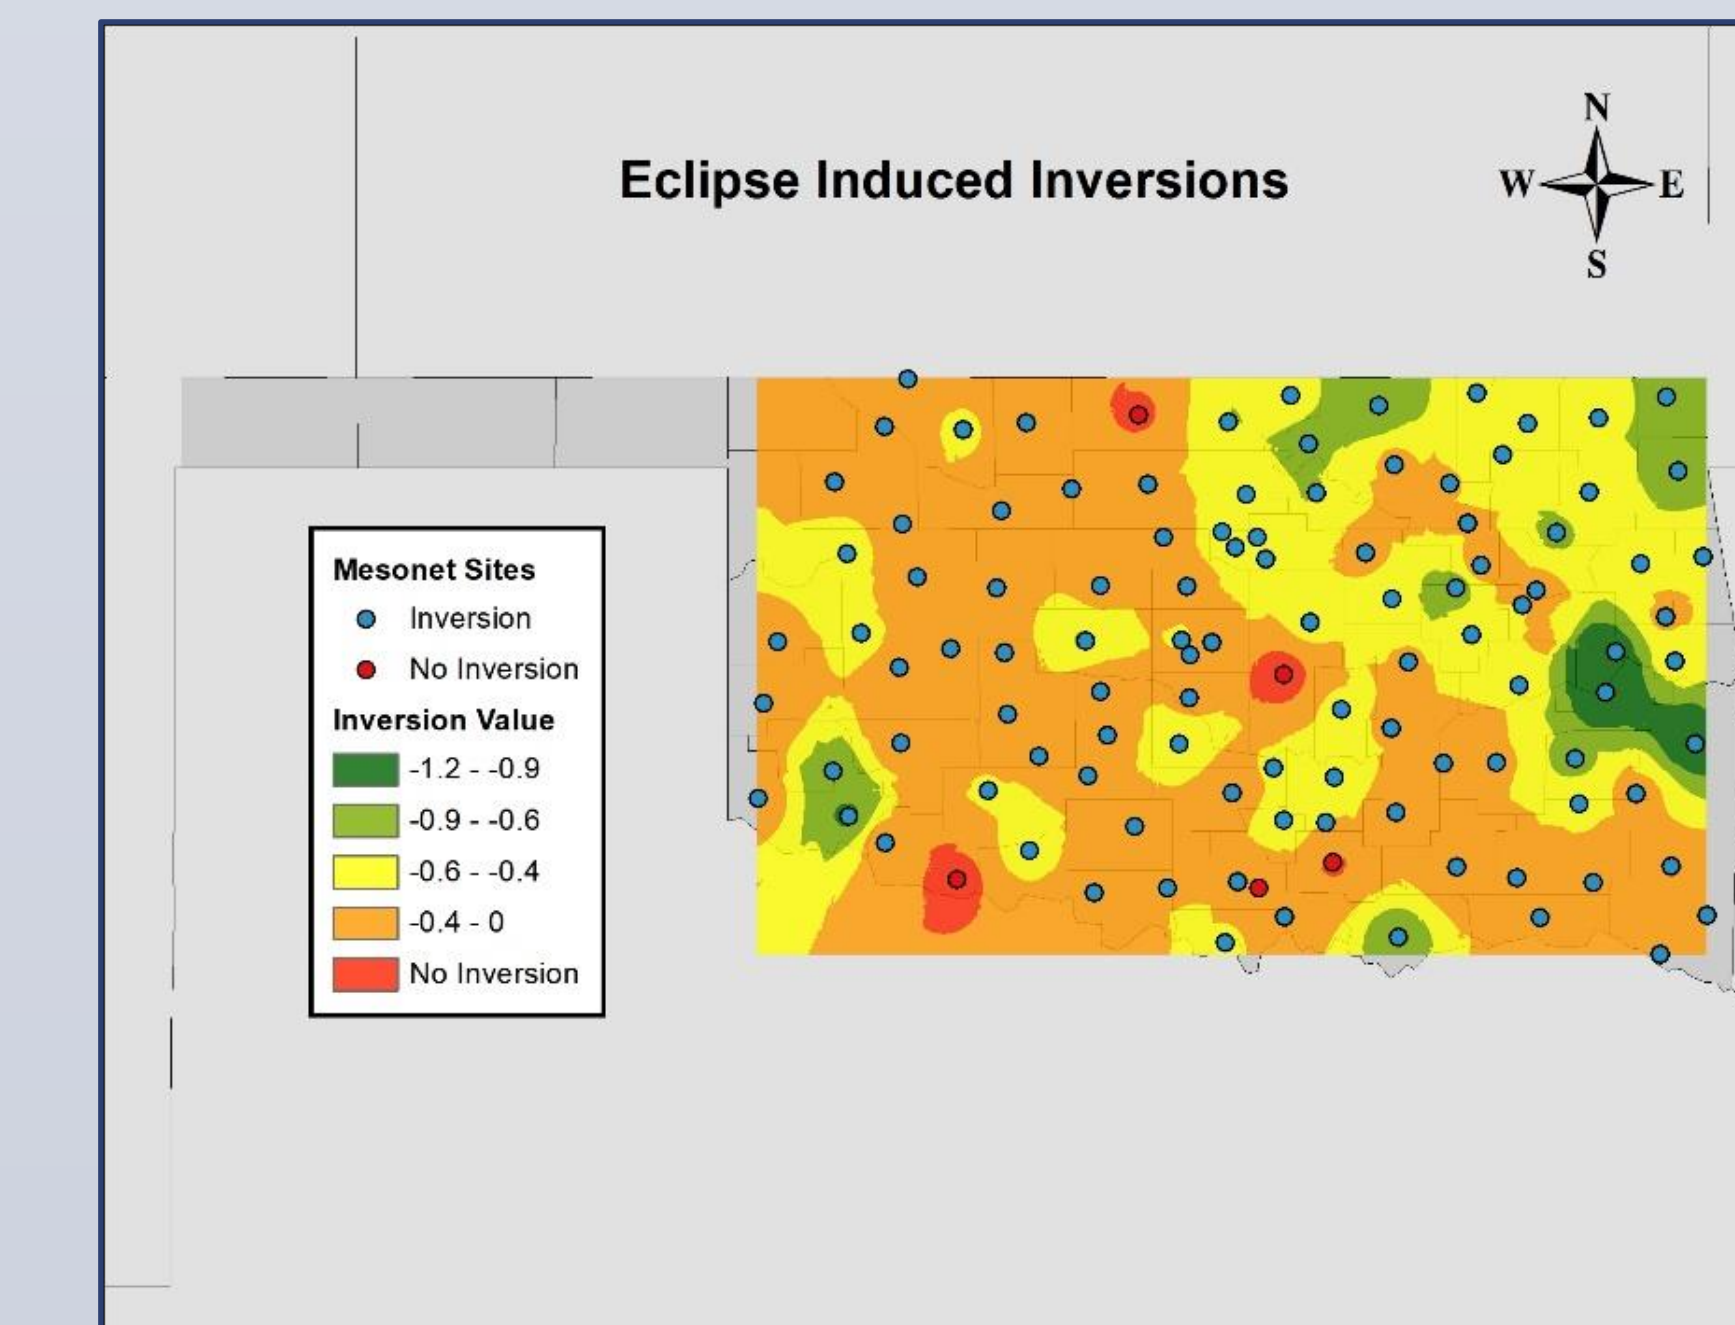 Eclipse Induced Inversions
N
W E
S
Mesonet Sites
Inversion
No Inversion
Inversion Value
-1.2 - -0.9
-0.9 - -0.6
-0.6 - -0.4
-0.4 - 0
No Inversion